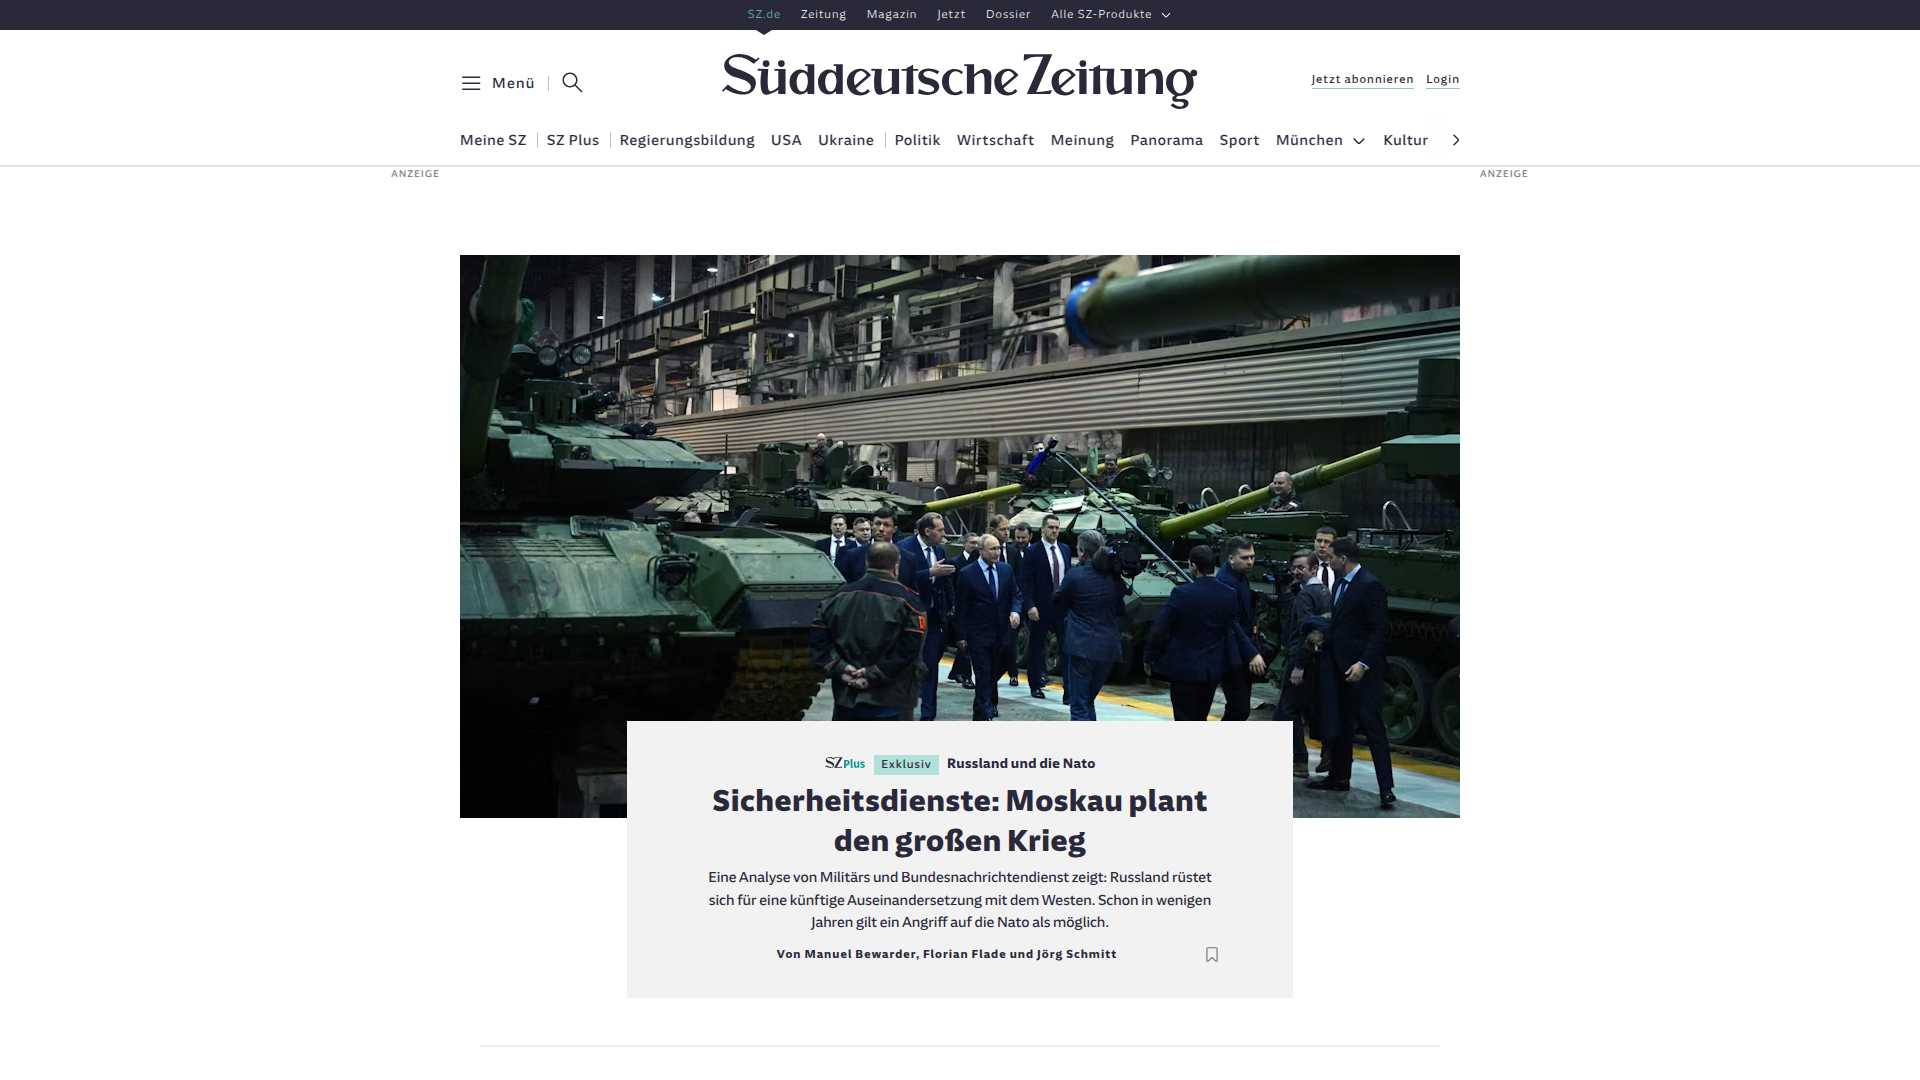 SZ.de Zeitung Magazin Jetzt Dossier Alle SZ-Produkte
Menü
Süddeutsche Zeitung
Jetzt abonnieren Login
Meine SZ SZ Plus Regierungsbildung USA Ukraine Politik Wirtschaft Meinung Panorama Sport München Kultur
ANZEIGE
ANZEIGE
SZ Plus Exklusiv Russland und die Nato
Sicherheitsdienste: Moskau plant
den großen Krieg
Eine Analyse von Militärs und Bundesnachrichtendienst zeigt: Russland rüstet
sich für eine künftige Auseinandersetzung mit dem Westen. Schon in wenigen
Jahren gilt ein Angriff auf die Nato als möglich.
Von Manuel Bewarder, Florian Flade und Jörg Schmitt